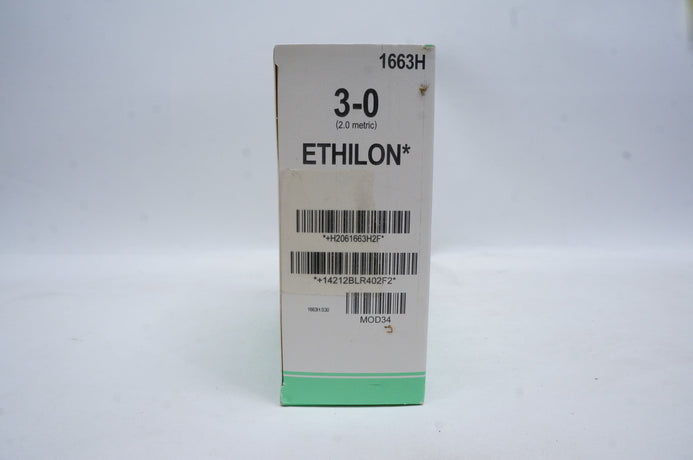 1663H
3-0
(2.0 metric)
ETHILON*
*+H2061663H2F*
*+14212BLR402F2*
MOD34